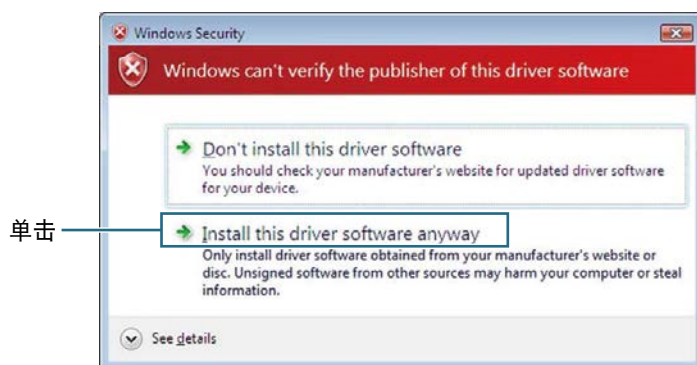 Windows Security
Windows can't verify the publisher of this driver software
Don't install this driver software
You should check your manufacturer's website for updated driver software
for your device.
单击
Install this driver software anyway
Only install driver software obtained from your manufacturer's website or
disc. Unsigned software from other sources may harm your computer or steal
information.
See details